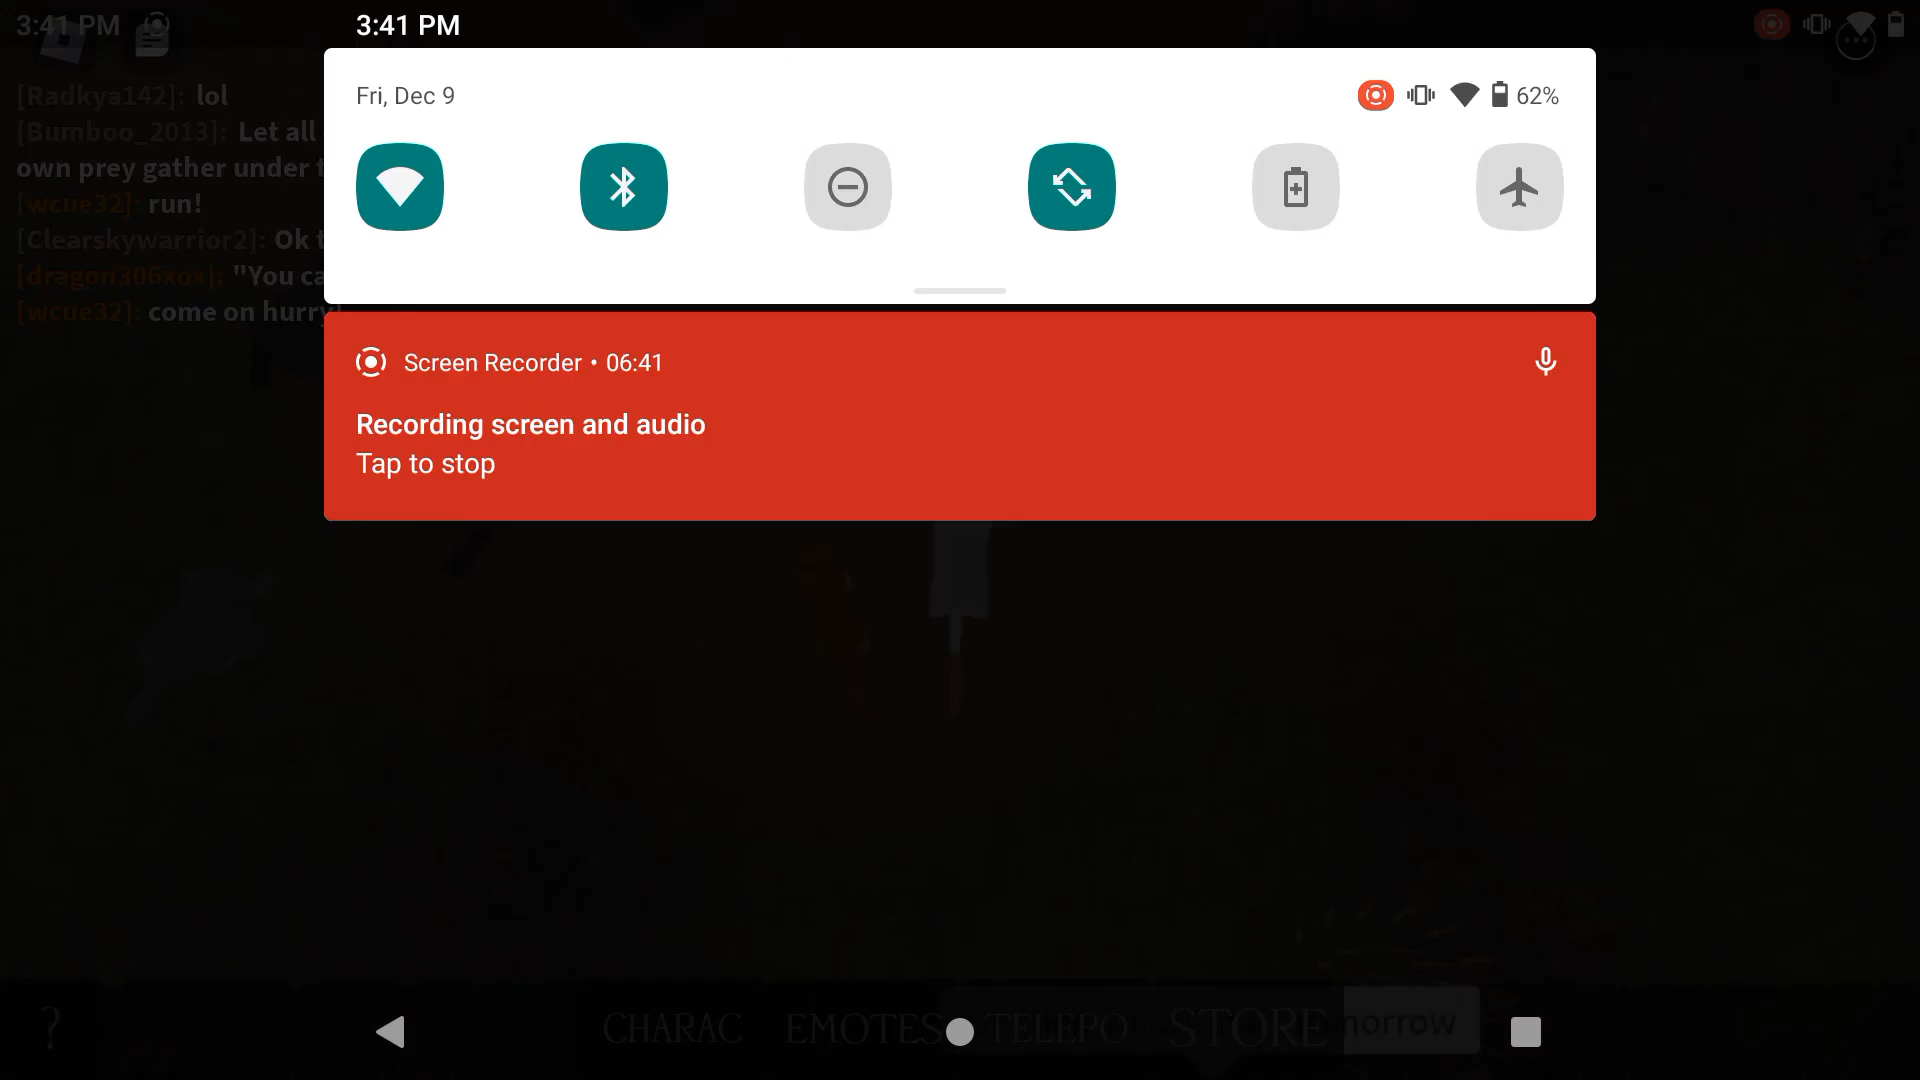 3:41 PM
3:41 PM
Fri, Dec 9
62%
[Radkya142]: lol
[Bumboo_2013]: Let all
own prey gather under t
[wcue32]: run!
[Clearskywarrior2]: Ok t
[dragon306xox]: "You ca
[wcue32]: come on hurry!
Screen Recorder • 06:41
Recording screen and audio
Tap to stop
?
CHARAC
EMOTES
TELEPO
STORE
morrow